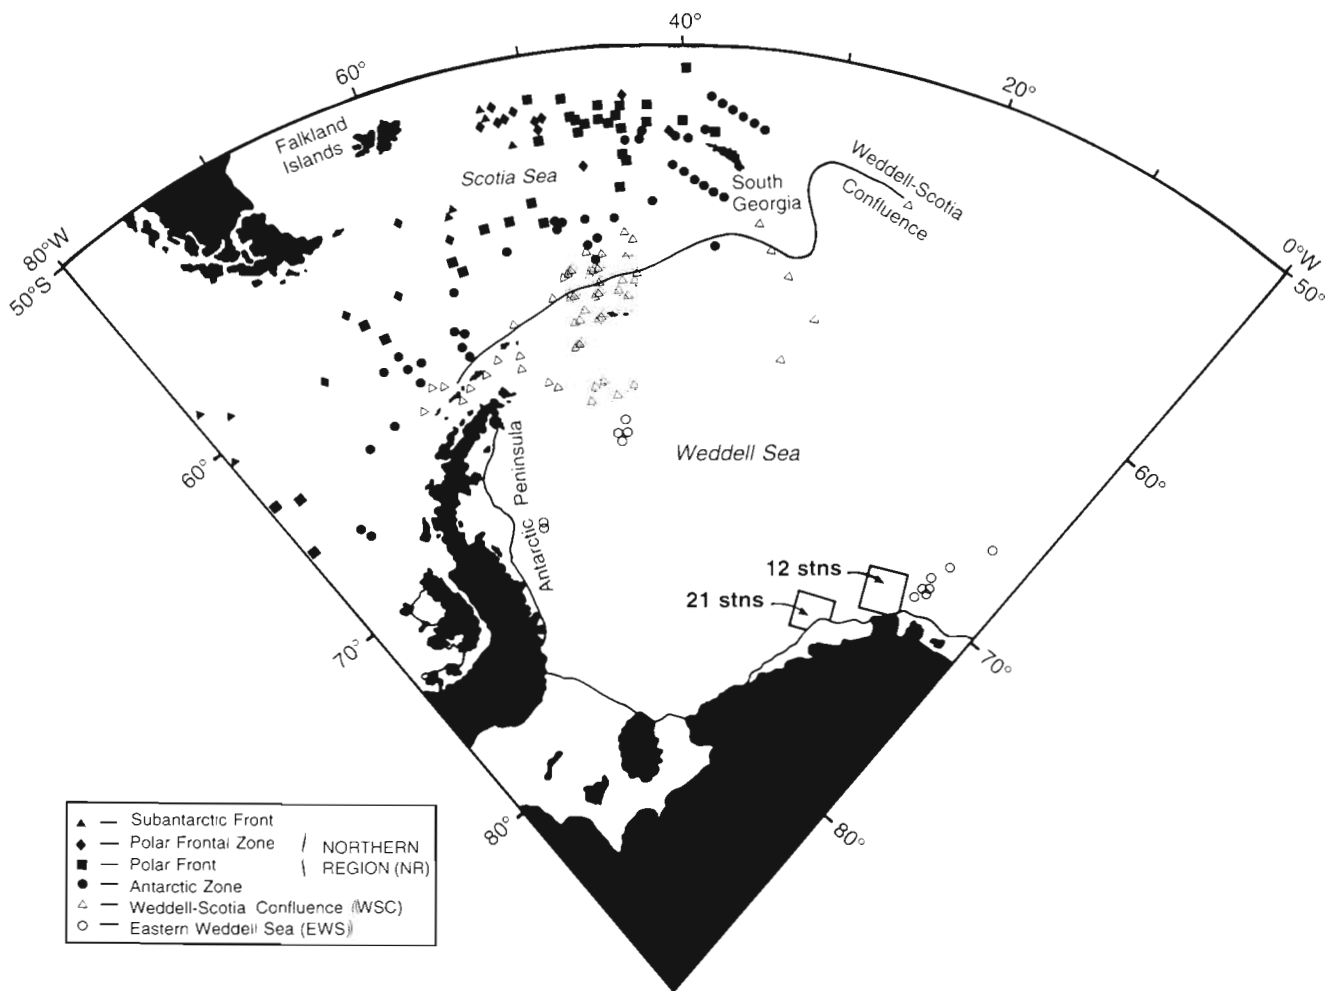 40°
60°
20°
Falkland
Islands
Scotia Sea
South
Georgia
Weddell-Scotia
Confluence
80°W
50°S
0°W
50°
60°
60°
Weddell Sea
Antarctic Peninsula
12 stns
21 stns
70°
70°
80°
80°
▲ — Subantarctic Front
◆ — Polar Frontal Zone
■ — Polar Front
● — Antarctic Zone
△ — Weddell-Scotia Confluence (WSC)
○ — Eastern Weddell Sea (EWS)
NORTHERN
REGION (NR)